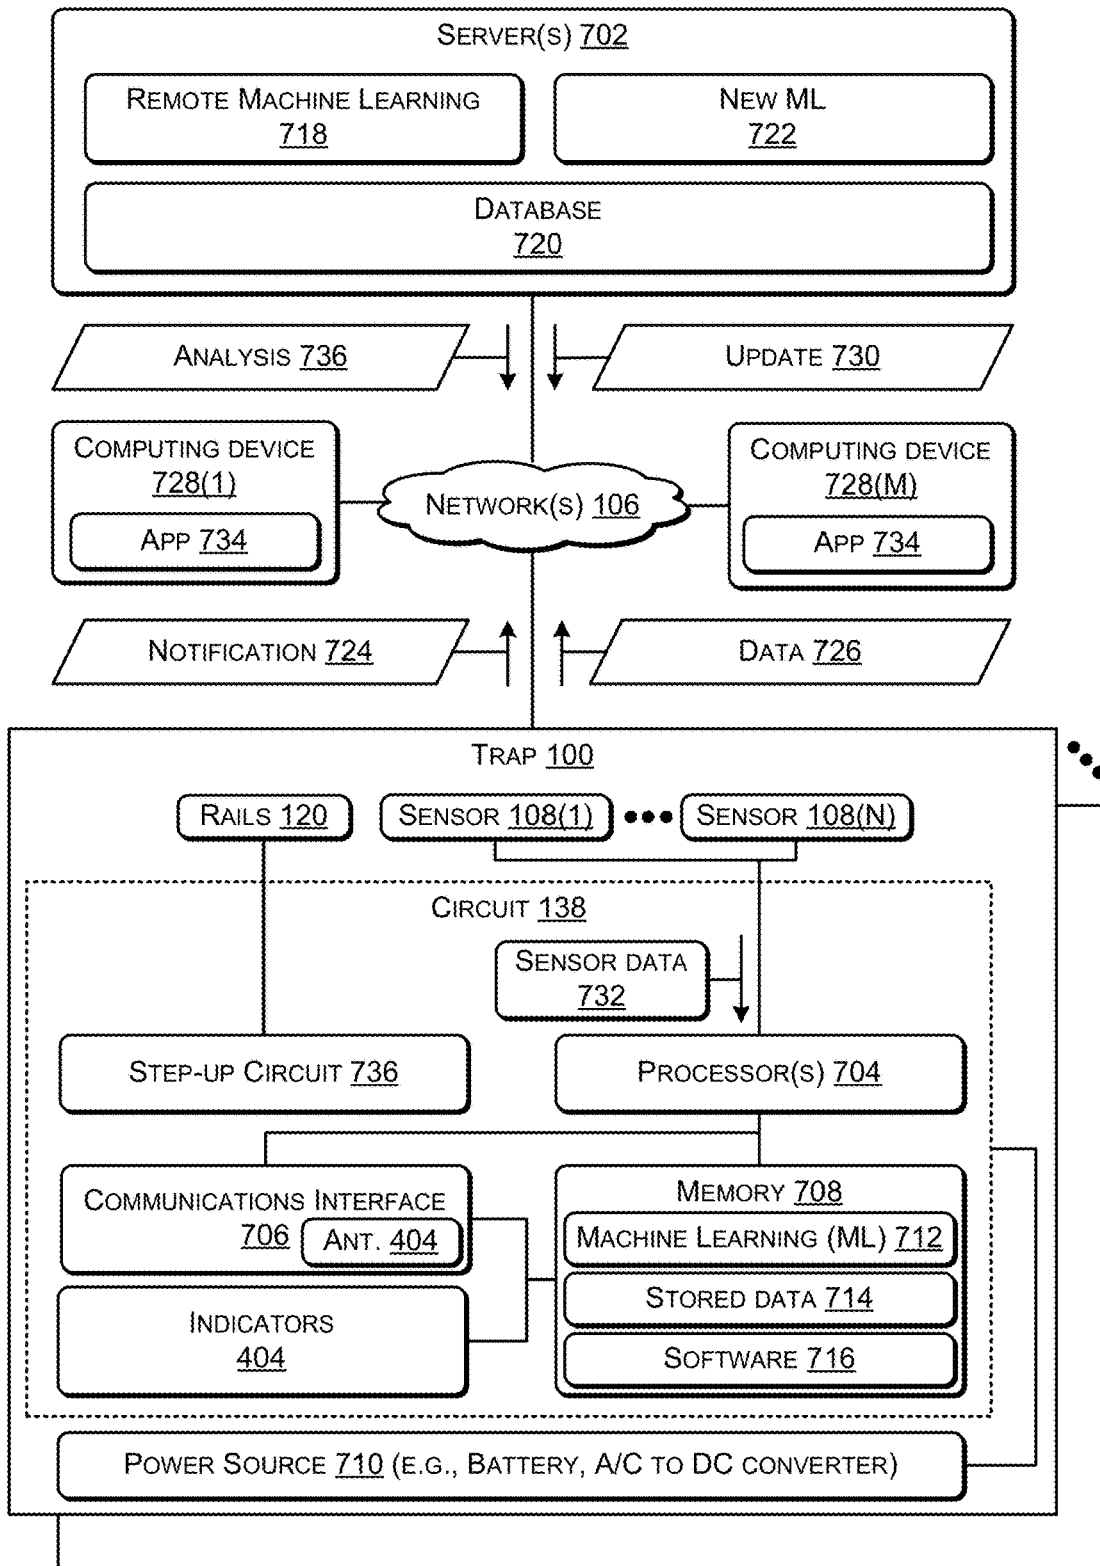 SERVER(S) 702
REMOTE MACHINE LEARNING
718
NEW ML
722
DATABASE
720
ANALYSIS 736
UPDATE 730
COMPUTING DEVICE
728(1)
APP 734
NETWORK(S) 106
COMPUTING DEVICE
728(M)
APP 734
NOTIFICATION 724
DATA 726
TRAP 100
RAILS 120
SENSOR 108(1)
SENSOR 108(N)
CIRCUIT 138
SENSOR DATA
732
STEP-UP CIRCUIT 736
PROCESSOR(S) 704
COMMUNICATIONS INTERFACE
706
ANT. 404
MEMORY 708
MACHINE LEARNING (ML) 712
STORED DATA 714
SOFTWARE 716
INDICATORS
404
POWER SOURCE 710 (E.G., BATTERY, A/C TO DC CONVERTER)